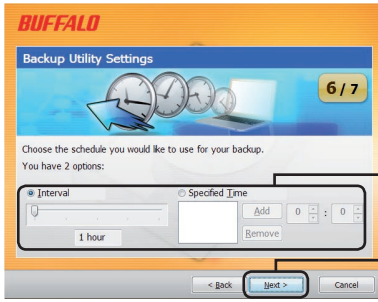 BUFFALO
Backup Utility Settings
6 / 7
Choose the schedule you would like to use for your backup.
You have 2 options:
Interval
Specified Time
Add
0 : 0
1 hour
Remove
< Back
Next >
Cancel